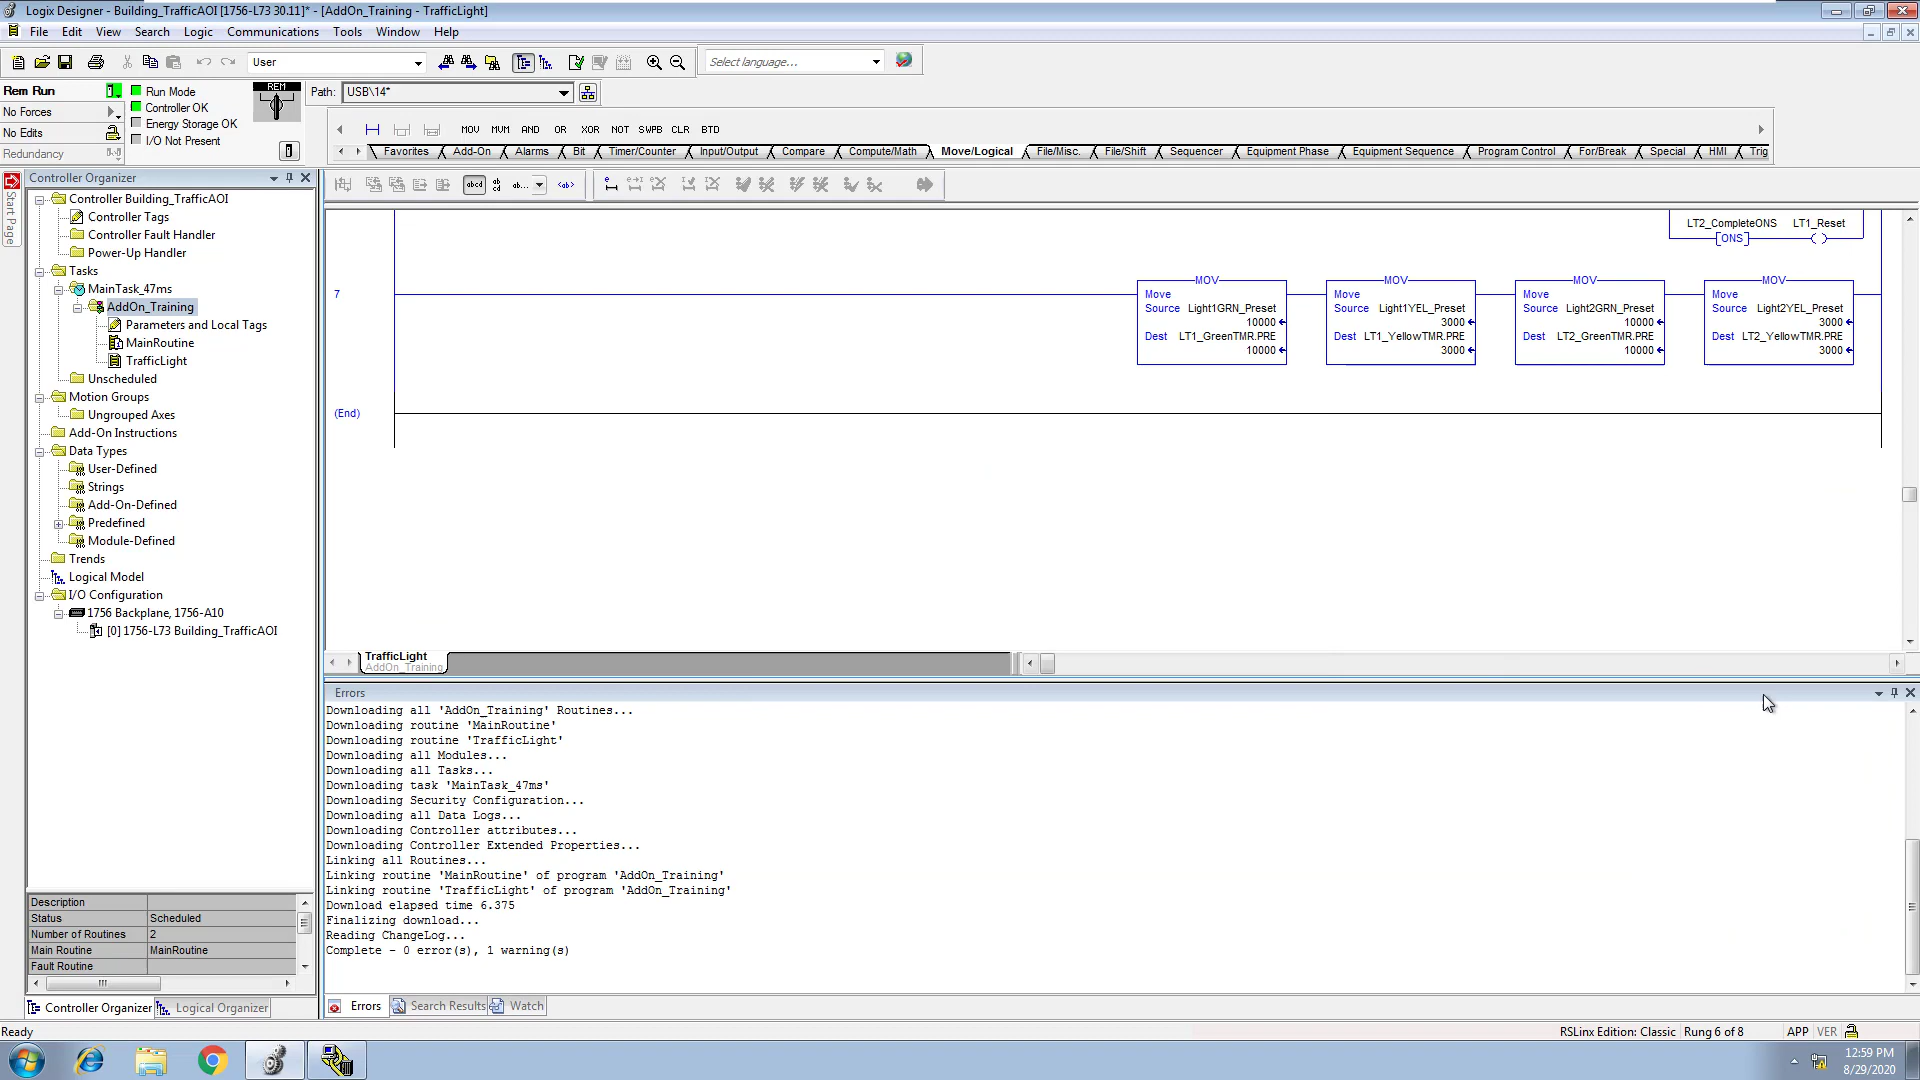 Logix Designer - Building_TrafficAOI [1756-L73 30.11]* - [AddOn_Training - TrafficLight]
File Edit View Search Logic Communications Tools Window Help
User
Select language...
Rem Run
Run Mode
REM
Path: USB\14*
No Forces
Controller OK
No Edits
Energy Storage OK
Redundancy
I/O Not Present
MOV MVM AND OR XOR NOT SWPB CLR BTD
Favorites Add-On Alarms Bit Timer/Counter Input/Output Compare Compute/Math Move/Logical File/Misc. File/Shift Sequencer Equipment Phase Equipment Sequence Program Control For/Break Special HMI Trig
Start Page
Controller Organizer
Controller Building_TrafficAOI
Controller Tags
Controller Fault Handler
Power-Up Handler
Tasks
MainTask_47ms
AddOn_Training
Parameters and Local Tags
MainRoutine
TrafficLight
Unscheduled
Motion Groups
Ungrouped Axes
Add-On Instructions
Data Types
User-Defined
Strings
Add-On-Defined
Predefined
Module-Defined
Trends
Logical Model
I/O Configuration
1756 Backplane, 1756-A10
[0] 1756-L73 Building_TrafficAOI
Description
Status Scheduled
Number of Routines 2
Main Routine MainRoutine
Fault Routine
Controller Organizer Logical Organizer
abcd ab cd ab... <ab>
LT2_CompleteONS LT1_Reset
ONS
7
MOV
Move
Source Light1GRN_Preset
10000
Dest LT1_GreenTMR.PRE
10000
MOV
Move
Source Light1YEL_Preset
3000
Dest LT1_YellowTMR.PRE
3000
MOV
Move
Source Light2GRN_Preset
10000
Dest LT2_GreenTMR.PRE
10000
MOV
Move
Source Light2YEL_Preset
3000
Dest LT2_YellowTMR.PRE
3000
(End)
TrafficLight
AddOn_Training
Errors
Downloading all 'AddOn_Training' Routines...
Downloading routine 'MainRoutine'
Downloading routine 'TrafficLight'
Downloading all Modules...
Downloading all Tasks...
Downloading task 'MainTask_47ms'
Downloading Security Configuration...
Downloading all Data Logs...
Downloading Controller attributes...
Downloading Controller Extended Properties...
Linking all Routines...
Linking routine 'MainRoutine' of program 'AddOn_Training'
Linking routine 'TrafficLight' of program 'AddOn_Training'
Download elapsed time 6.375
Finalizing download...
Reading ChangeLog...
Complete - 0 error(s), 1 warning(s)
Errors Search Results Watch
Ready
RSLinx Edition: Classic Rung 6 of 8 APP VER
12:59 PM
8/29/2020